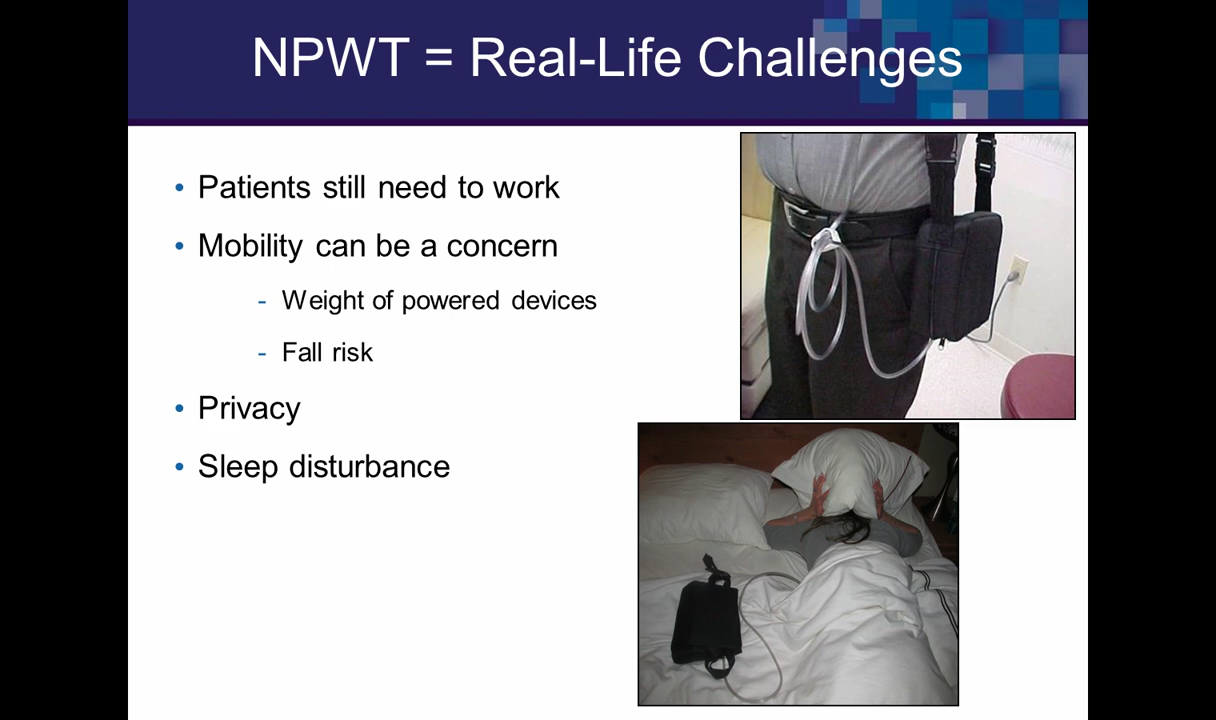 NPWT = Real-Life Challenges
• Patients still need to work
• Mobility can be a concern
- Weight of powered devices
- Fall risk
• Privacy
• Sleep disturbance